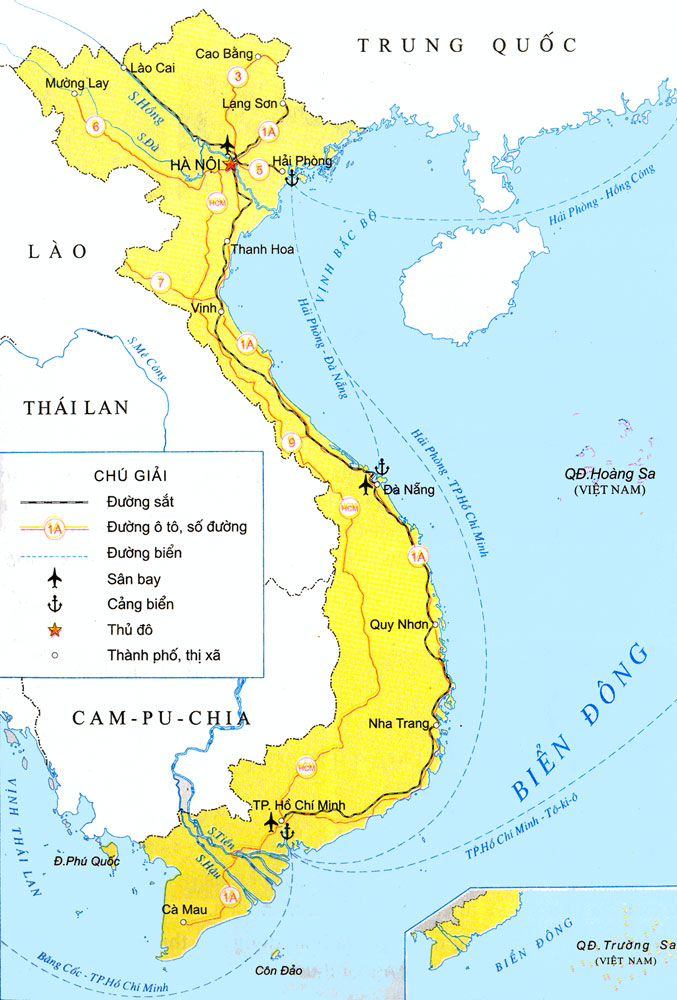 TRUNG QUỐC
Cao Bằng
Lào Cai
3
Mường Lay
Lạng Sơn
S.Hồng
1A
6
S.Đà
HÀ NỘI
5
Hải Phòng
HCM
Hải Phòng - Hồng Công
VỊNH BẮC BỘ
LÀO
Thanh Hoá
7
Vinh
Hải Phòng - Đà Nẵng
1A
S.Mê Công
THÁI LAN
9
Hải Phòng - TP.Hồ Chí Minh
QĐ.Hoàng Sa
(VIỆT NAM)
Đà Nẵng
HCM
1A
CHÚ GIẢI
Đường sắt
1A
Đường ô tô, số đường
Đường biển
Sân bay
Cảng biển
Thủ đô
Thành phố, thị xã
Quy Nhơn
CAM-PU-CHIA
Nha Trang
BIỂN ĐÔNG
HCM
VỊNH THÁI LAN
TP. Hồ Chí Minh
TP.Hồ Chí Minh - Tô-ki-ô
S.Tiền
S.Hậu
Đ.Phú Quốc
1A
Cà Mau
Băng Cốc - TP.Hồ Chí Minh
Côn Đảo
BIỂN ĐÔNG
QĐ.Trường Sa
(VIỆT NAM)